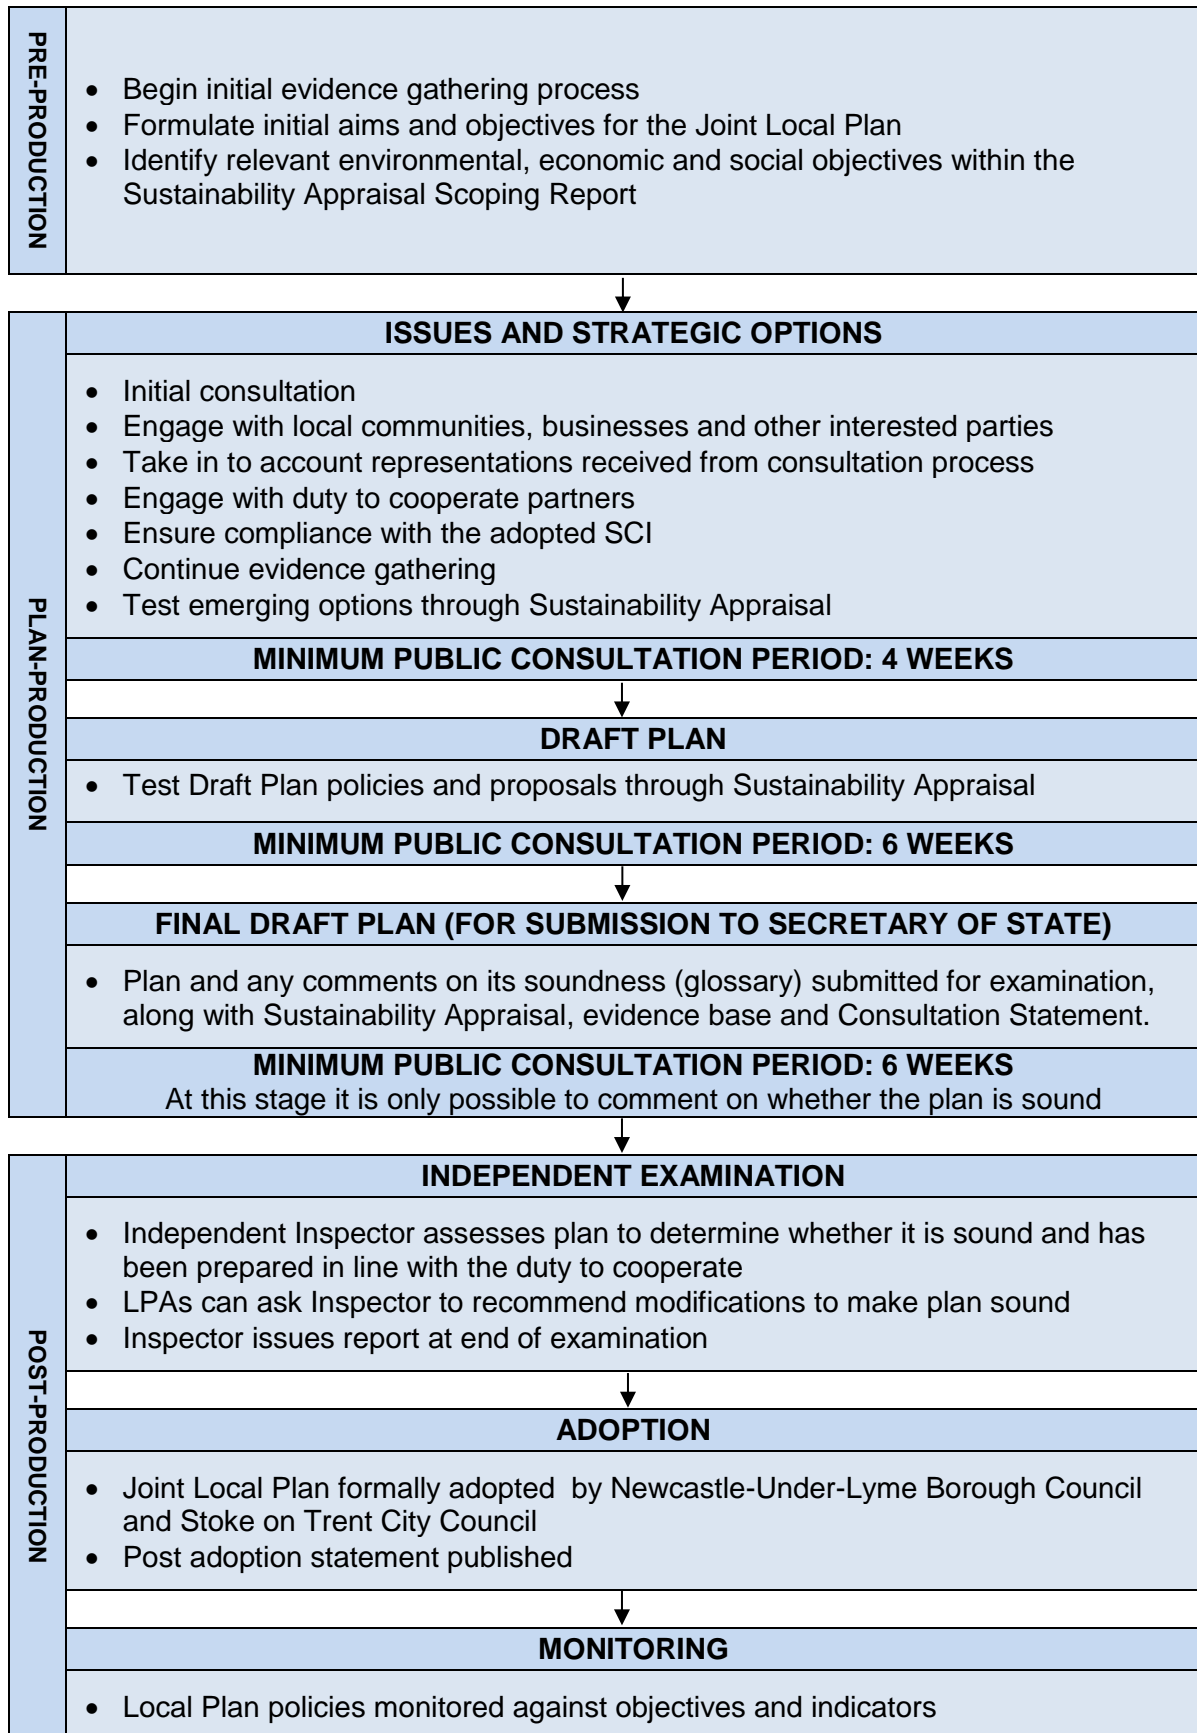 PRE-PRODUCTION
• Begin initial evidence gathering process
• Formulate initial aims and objectives for the Joint Local Plan
• Identify relevant environmental, economic and social objectives within the
Sustainability Appraisal Scoping Report
PLAN-PRODUCTION
ISSUES AND STRATEGIC OPTIONS
• Initial consultation
• Engage with local communities, businesses and other interested parties
• Take in to account representations received from consultation process
• Engage with duty to cooperate partners
• Ensure compliance with the adopted SCI
• Continue evidence gathering
• Test emerging options through Sustainability Appraisal
MINIMUM PUBLIC CONSULTATION PERIOD: 4 WEEKS
DRAFT PLAN
• Test Draft Plan policies and proposals through Sustainability Appraisal
MINIMUM PUBLIC CONSULTATION PERIOD: 6 WEEKS
FINAL DRAFT PLAN (FOR SUBMISSION TO SECRETARY OF STATE)
• Plan and any comments on its soundness (glossary) submitted for examination,
along with Sustainability Appraisal, evidence base and Consultation Statement.
MINIMUM PUBLIC CONSULTATION PERIOD: 6 WEEKS
At this stage it is only possible to comment on whether the plan is sound
POST-PRODUCTION
INDEPENDENT EXAMINATION
• Independent Inspector assesses plan to determine whether it is sound and has
been prepared in line with the duty to cooperate
• LPAs can ask Inspector to recommend modifications to make plan sound
• Inspector issues report at end of examination
ADOPTION
• Joint Local Plan formally adopted  by Newcastle-Under-Lyme Borough Council
and Stoke on Trent City Council
• Post adoption statement published
MONITORING
• Local Plan policies monitored against objectives and indicators